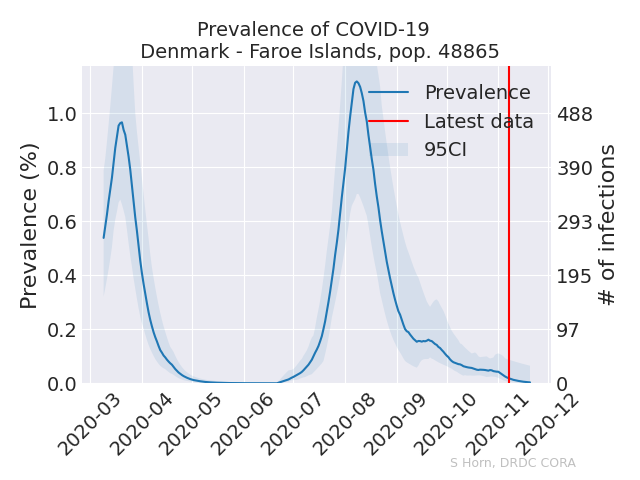 Prevalence of COVID-19
Denmark - Faroe Islands, pop. 48865
Prevalence
Latest data
95CI
Prevalence (%)
1.0
0.8
0.6
0.4
0.2
0.0
488
390
293
195
97
0
# of infections
2020-03
2020-04
2020-05
2020-06
2020-07
2020-08
2020-09
2020-10
2020-11
2020-12
S Horn, DRDC CORA